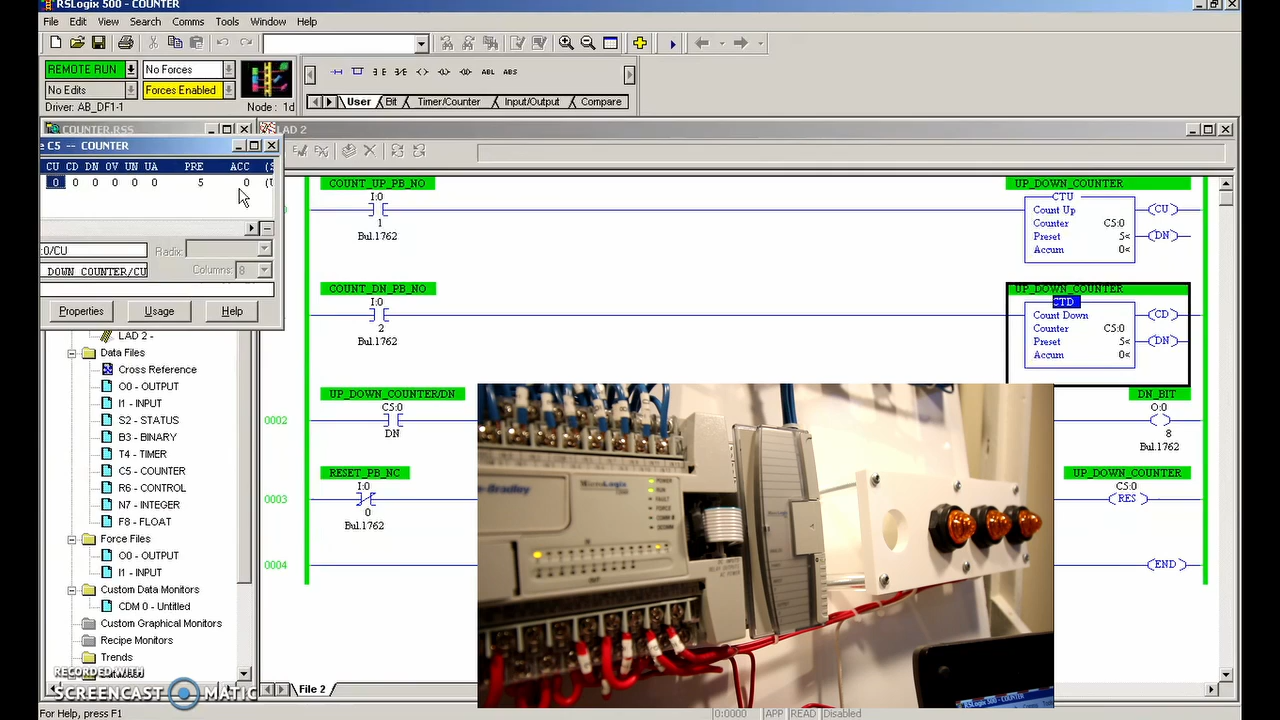 RSLogix 500 - COUNTER
File Edit View Search Comms Tools Window Help
REMOTE RUN No Forces
No Edits Forces Enabled
Driver: AB_DF1-1 Node : 1d
ABL ABS
User Bit Timer/Counter Input/Output Compare
COUNTER.RSS
LAD 2
C5 -- COUNTER
CU CD DN OV UN UA PRE ACC
0 0 0 0 0 0 5 0
:0/CU Radix:
DOWN_COUNTER/CU Columns: 8
Properties Usage Help
LAD 2 -
Data Files
Cross Reference
O0 - OUTPUT
I1 - INPUT
S2 - STATUS
B3 - BINARY
T4 - TIMER
C5 - COUNTER
R6 - CONTROL
N7 - INTEGER
F8 - FLOAT
Force Files
O0 - OUTPUT
I1 - INPUT
Custom Data Monitors
CDM 0 - Untitled
Custom Graphical Monitors
Recipe Monitors
Trends
COUNT_UP_PB_NO
I:0
1
Bul.1762
UP_DOWN_COUNTER
CTU
Count Up
Counter C5:0
Preset 5<
Accum 0<
CU
DN
COUNT_DN_PB_NO
I:0
2
Bul.1762
UP_DOWN_COUNTER
CTD
Count Down
Counter C5:0
Preset 5<
Accum 0<
CD
DN
0002
UP_DOWN_COUNTER/DN
C5:0
DN
DN_BIT
O:0
8
Bul.1762
0003
RESET_PB_NC
I:0
0
Bul.1762
UP_DOWN_COUNTER
C5:0
RES
0004
END
MicroLogix
RECORDED WITH
SCREENCAST MATIC
File 2
For Help, press F1
0:0000 APP READ Disabled